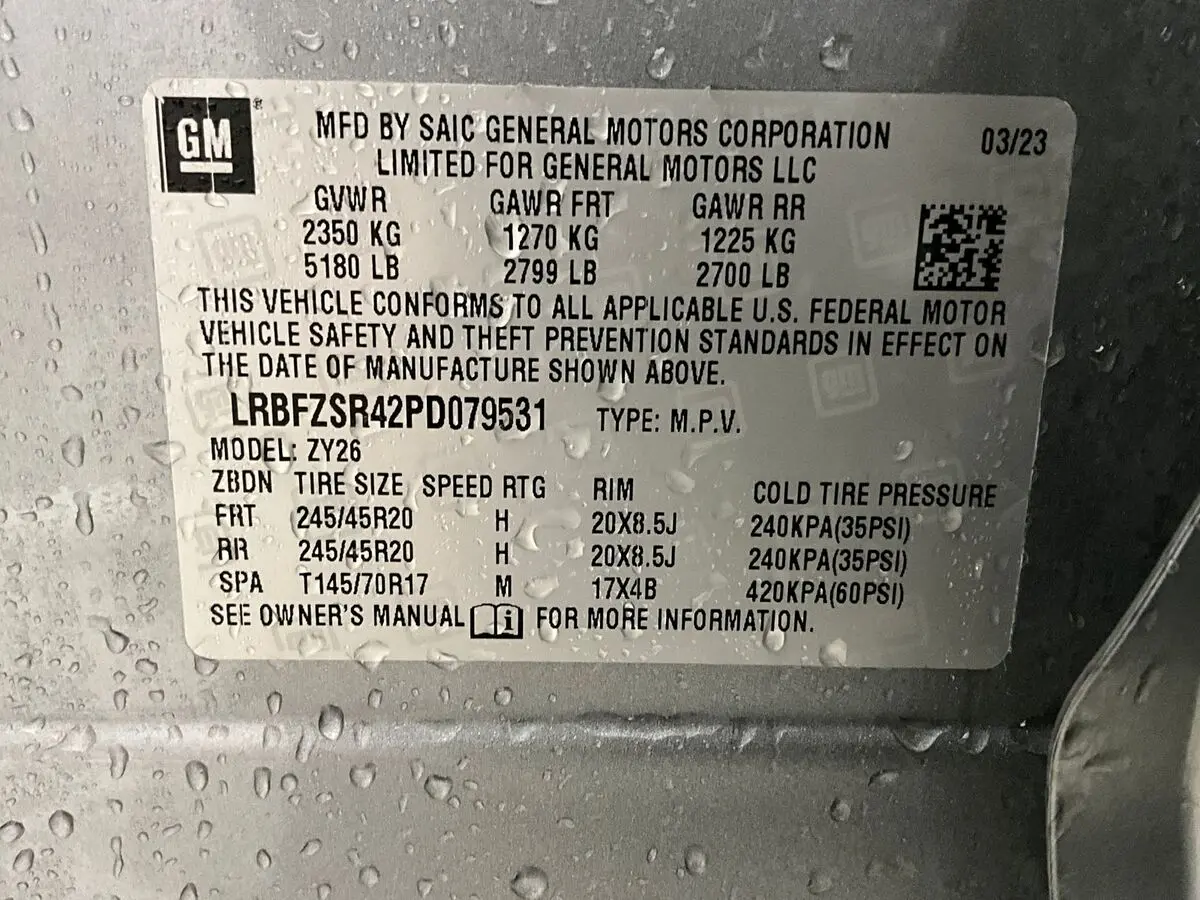 GM ® MFD BY SAIC GENERAL MOTORS CORPORATION 03/23
LIMITED FOR GENERAL MOTORS LLC
GVWR GAWR FRT GAWR RR
2350 KG 1270 KG 1225 KG
5180 LB 2799 LB 2700 LB
THIS VEHICLE CONFORMS TO ALL APPLICABLE U.S. FEDERAL MOTOR
VEHICLE SAFETY AND THEFT PREVENTION STANDARDS IN EFFECT ON
THE DATE OF MANUFACTURE SHOWN ABOVE.
LRBFZSR42PD079531 TYPE: M.P.V.
MODEL: ZY26
ZBDN TIRE SIZE SPEED RTG RIM COLD TIRE PRESSURE
FRT 245/45R20 H 20X8.5J 240KPA(35PSI)
RR 245/45R20 H 20X8.5J 240KPA(35PSI)
SPA T145/70R17 M 17X4B 420KPA(60PSI)
SEE OWNER'S MANUAL i FOR MORE INFORMATION.